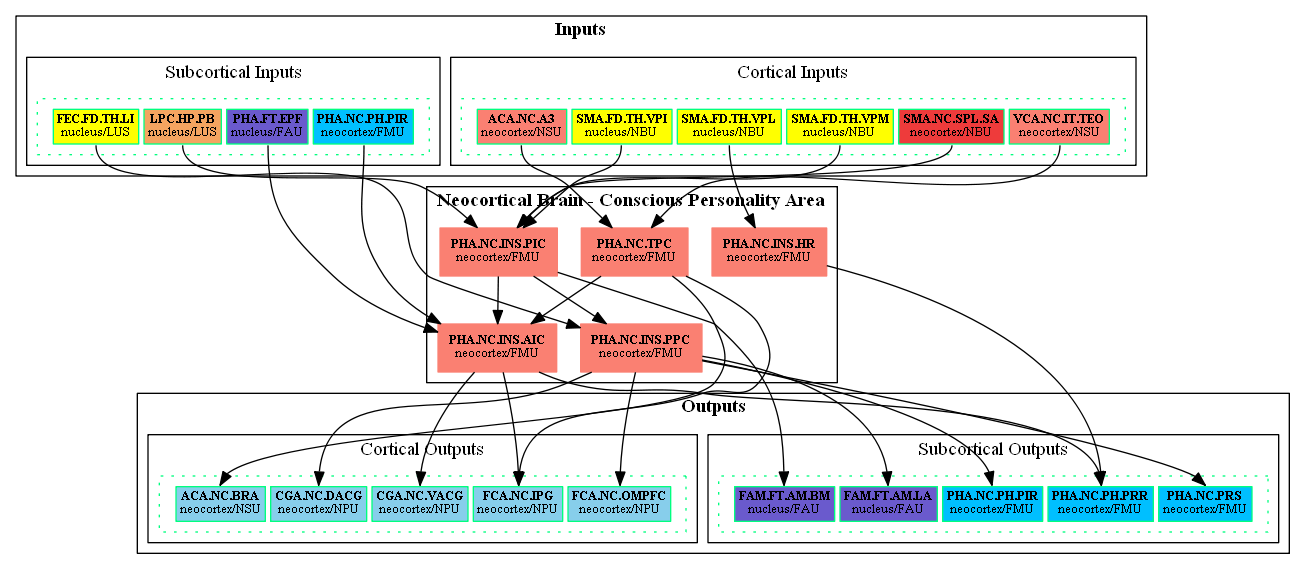 Inputs
Subcortical Inputs
Cortical Inputs
FEC.FD.TH.LI
nucleus/LUS
LPC.HP.PB
nucleus/LUS
PHA.FT.EPF
nucleus/FAU
PHA.NC.PH.PIR
neocortex/FMU
ACA.NC.A3
neocortex/NSU
SMA.FD.TH.VPI
nucleus/NBU
SMA.FD.TH.VPL
nucleus/NBU
SMA.FD.TH.VPM
nucleus/NBU
SMA.NC.SPL.SA
neocortex/NBU
VCA.NC.IT.TEO
neocortex/NSU
Neocortical Brain - Conscious Personality Area
PHA.NC.INS.PIC
neocortex/FMU
PHA.NC.TPC
neocortex/FMU
PHA.NC.INS.HR
neocortex/FMU
PHA.NC.INS.AIC
neocortex/FMU
PHA.NC.INS.PPC
neocortex/FMU
Outputs
Cortical Outputs
Subcortical Outputs
ACA.NC.BRA
neocortex/NSU
CGA.NC.DACG
neocortex/NPU
CGA.NC.VACG
neocortex/NPU
FCA.NC.IPG
neocortex/NPU
FCA.NC.OMPFC
neocortex/NPU
FAM.FT.AM.BM
nucleus/FAU
FAM.FT.AM.LA
nucleus/FAU
PHA.NC.PH.PIR
neocortex/FMU
PHA.NC.PH.PRR
neocortex/FMU
PHA.NC.PRS
neocortex/FMU